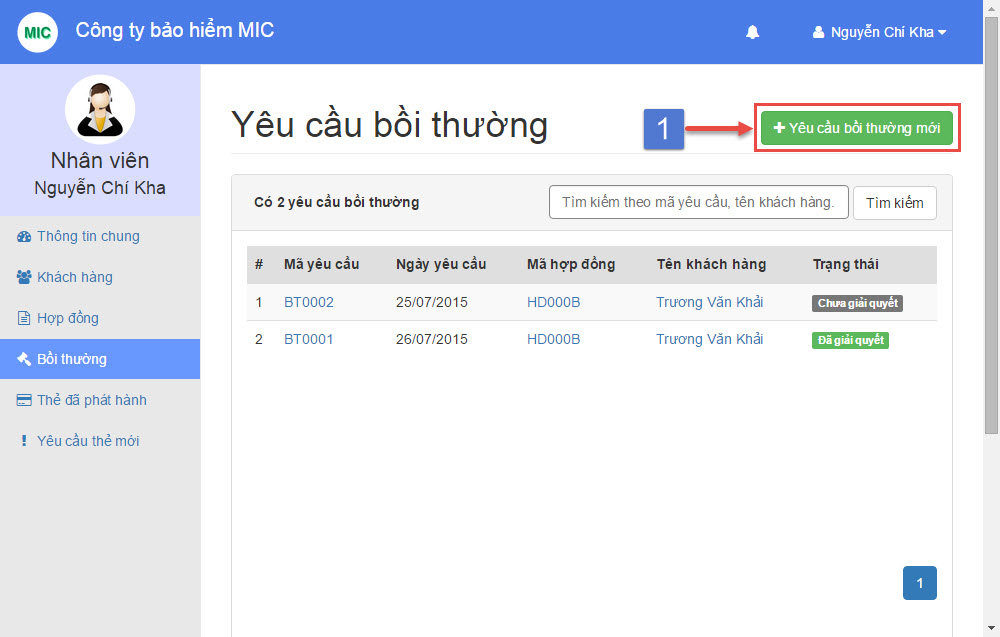 MIC Công ty bảo hiểm MIC
Nguyễn Chí Kha
Nhân viên
Nguyễn Chí Kha
Thông tin chung
Khách hàng
Hợp đồng
Bồi thường
Thẻ đã phát hành
Yêu cầu thẻ mới
Yêu cầu bồi thường
1
Yêu cầu bồi thường mới
Có 2 yêu cầu bồi thường
Tìm kiếm theo mã yêu cầu, tên khách hàng.
Tìm kiếm
# Mã yêu cầu Ngày yêu cầu Mã hợp đồng Tên khách hàng Trạng thái
1 BT0002 25/07/2015 HD000B Trương Văn Khải Chưa giải quyết
2 BT0001 26/07/2015 HD000B Trương Văn Khải Đã giải quyết
1